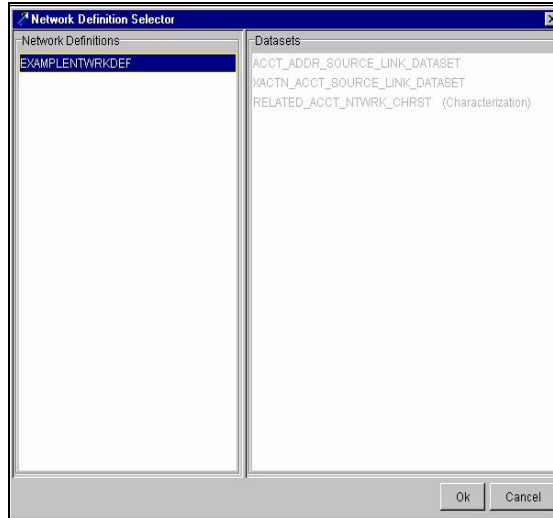 Network Definition Selector
Network Definitions
EXAMPLENTWRKDEF
Datasets
ACCT_ADDR_SOURCE_LINK_DATASET
XACTN_ACCT_SOURCE_LINK_DATASET
RELATED_ACCT_NTWRK_CHRST (Characterization)
Ok
Cancel